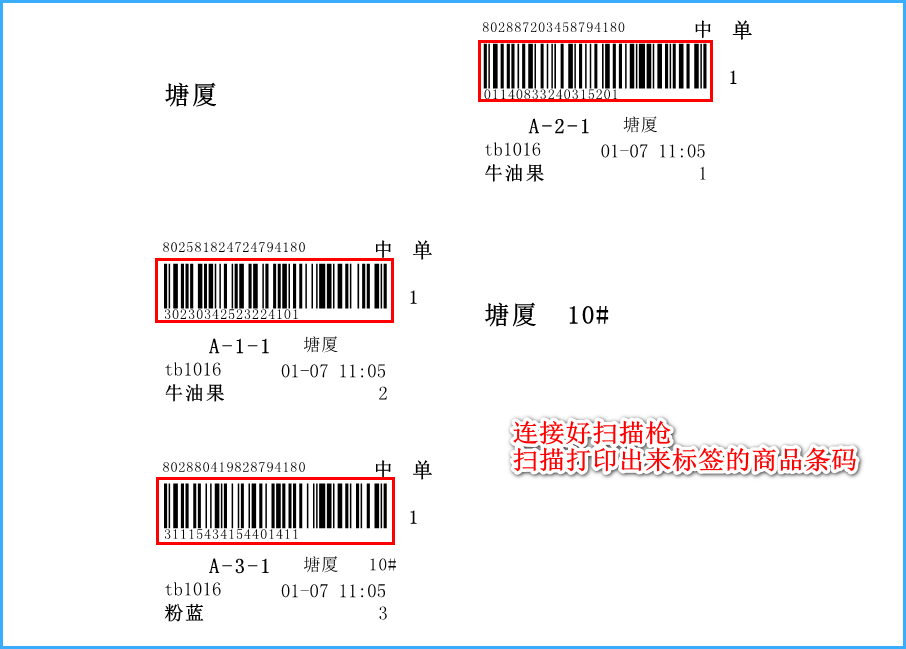 塘厦
802887203458794180 中 单
01140833240315201
1
A-2-1 塘厦
tb1016 01-07 11:05
牛油果 1
802581824724794180 中 单
30230342523224101
1
A-1-1 塘厦
tb1016 01-07 11:05
牛油果 2
塘厦 10#
802880419828794180 中 单
31115434154401411
1
A-3-1 塘厦 10#
tb1016 01-07 11:05
粉蓝 3
连接好扫描枪
扫描打印出来标签的商品条码